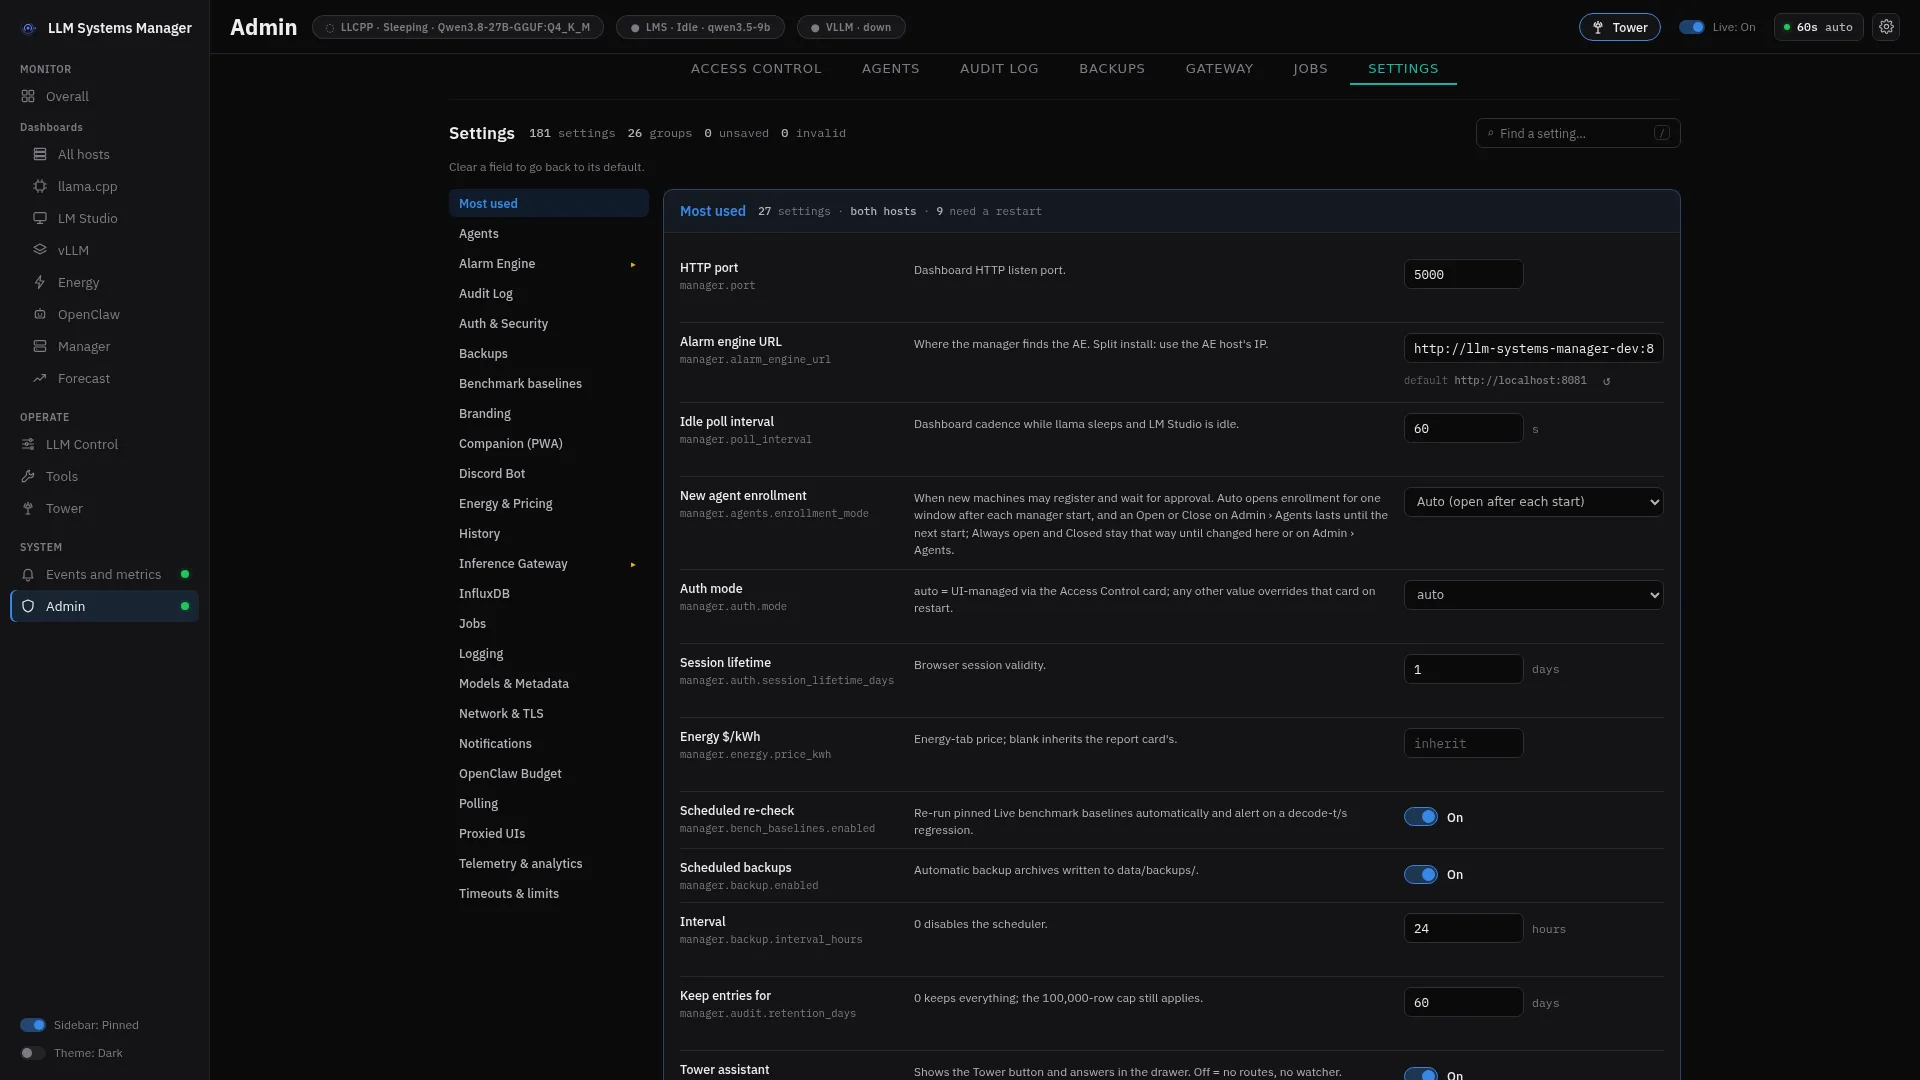 LLM Systems Manager
Admin
LLCPP · Sleeping · Qwen3.8-27B-GGUF:Q4_K_M
LMS · Idle · qwen3.5-9b
VLLM · down
Tower
Live: On
60s auto
MONITOR
Overall
Dashboards
All hosts
llama.cpp
LM Studio
vLLM
Energy
OpenClaw
Manager
Forecast
OPERATE
LLM Control
Tools
Tower
SYSTEM
Events and metrics
Admin
Sidebar: Pinned
Theme: Dark
ACCESS CONTROL
AGENTS
AUDIT LOG
BACKUPS
GATEWAY
JOBS
SETTINGS
Settings 181 settings 26 groups 0 unsaved 0 invalid
Find a setting... /
Clear a field to go back to its default.
Most used
Agents
Alarm Engine
Audit Log
Auth & Security
Backups
Benchmark baselines
Branding
Companion (PWA)
Discord Bot
Energy & Pricing
History
Inference Gateway
InfluxDB
Jobs
Logging
Models & Metadata
Network & TLS
Notifications
OpenClaw Budget
Polling
Proxied UIs
Telemetry & analytics
Timeouts & limits
Most used 27 settings · both hosts · 9 need a restart
HTTP port
manager.port
Dashboard HTTP listen port.
5000
Alarm engine URL
manager.alarm_engine_url
Where the manager finds the AE. Split install: use the AE host's IP.
http://llm-systems-manager-dev:8
default http://localhost:8081 ↺
Idle poll interval
manager.poll_interval
Dashboard cadence while llama sleeps and LM Studio is idle.
60 s
New agent enrollment
manager.agents.enrollment_mode
When new machines may register and wait for approval. Auto opens enrollment for one
window after each manager start, and an Open or Close on Admin › Agents lasts until the
next start; Always open and Closed stay that way until changed here or on Admin ›
Agents.
Auto (open after each start)
Auth mode
manager.auth.mode
auto = UI-managed via the Access Control card; any other value overrides that card on
restart.
auto
Session lifetime
manager.auth.session_lifetime_days
Browser session validity.
1 days
Energy $/kWh
manager.energy.price_kwh
Energy-tab price; blank inherits the report card's.
inherit
Scheduled re-check
manager.bench_baselines.enabled
Re-run pinned Live benchmark baselines automatically and alert on a decode-t/s
regression.
On
Scheduled backups
manager.backup.enabled
Automatic backup archives written to data/backups/.
On
Interval
manager.backup.interval_hours
0 disables the scheduler.
24 hours
Keep entries for
manager.audit.retention_days
0 keeps everything; the 100,000-row cap still applies.
60 days
Tower assistant
Shows the Tower button and answers in the drawer. Off = no routes, no watcher.
On